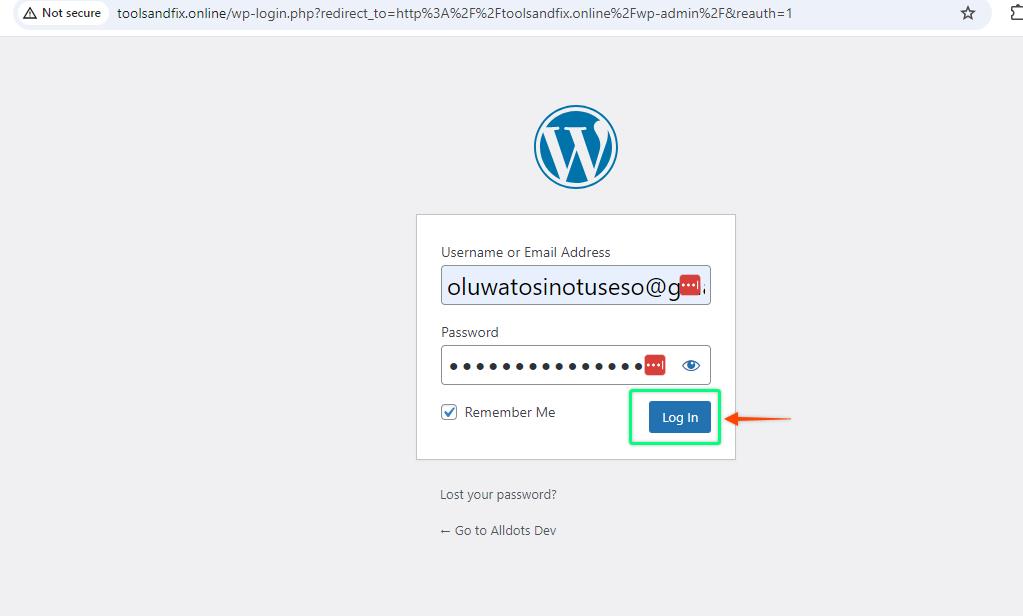 Not secure toolsandfix.online/wp-login.php?redirect_to=http%3A%2F%2Ftoolsandfix.online%2Fwp-admin%2F&reauth=1
Username or Email Address
oluwatosinotuseso@g
Password
Remember Me
Log In
Lost your password?
← Go to Alldots Dev